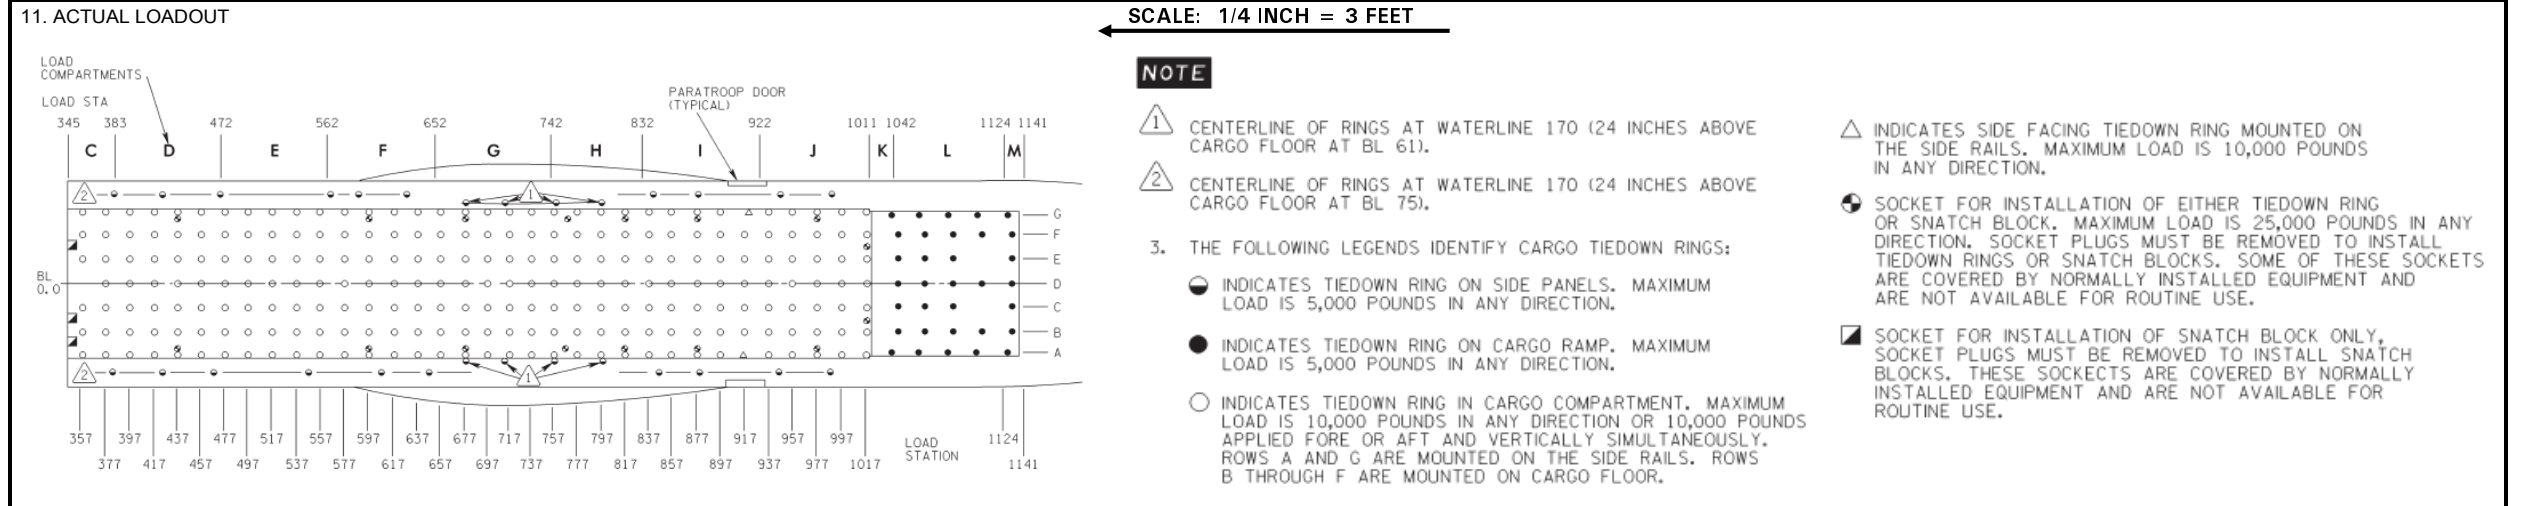 11. ACTUAL LOADOUT
SCALE: 1/4 INCH = 3 FEET
LOAD
COMPARTMENTS
LOAD STA
PARATROOP DOOR
(TYPICAL)
345 383 472 562 652 742 832 922 1011 1042 1124 1141
C D E F G H I J K L M
2
1
G
F
E
BL
0.0
D
C
B
A
2
1
357 397 437 477 517 557 597 637 677 717 757 797 837 877 917 957 997
377 417 457 497 537 577 617 657 697 737 777 817 857 897 937 977 1017
LOAD
STATION
1124
1141
NOTE
1 CENTERLINE OF RINGS AT WATERLINE 170 (24 INCHES ABOVE
CARGO FLOOR AT BL 61).
2 CENTERLINE OF RINGS AT WATERLINE 170 (24 INCHES ABOVE
CARGO FLOOR AT BL 75).
3. THE FOLLOWING LEGENDS IDENTIFY CARGO TIEDOWN RINGS:
INDICATES TIEDOWN RING ON SIDE PANELS. MAXIMUM
LOAD IS 5,000 POUNDS IN ANY DIRECTION.
INDICATES TIEDOWN RING ON CARGO RAMP. MAXIMUM
LOAD IS 5,000 POUNDS IN ANY DIRECTION.
INDICATES TIEDOWN RING IN CARGO COMPARTMENT. MAXIMUM
LOAD IS 10,000 POUNDS IN ANY DIRECTION OR 10,000 POUNDS
APPLIED FORE OR AFT AND VERTICALLY SIMULTANEOUSLY.
ROWS A AND G ARE MOUNTED ON THE SIDE RAILS. ROWS
B THROUGH F ARE MOUNTED ON CARGO FLOOR.
INDICATES SIDE FACING TIEDOWN RING MOUNTED ON
THE SIDE RAILS. MAXIMUM LOAD IS 10,000 POUNDS
IN ANY DIRECTION.
SOCKET FOR INSTALLATION OF EITHER TIEDOWN RING
OR SNATCH BLOCK. MAXIMUM LOAD IS 25,000 POUNDS IN ANY
DIRECTION. SOCKET PLUGS MUST BE REMOVED TO INSTALL
TIEDOWN RINGS OR SNATCH BLOCKS. SOME OF THESE SOCKETS
ARE COVERED BY NORMALLY INSTALLED EQUIPMENT AND
ARE NOT AVAILABLE FOR ROUTINE USE.
SOCKET FOR INSTALLATION OF SNATCH BLOCK ONLY,
SOCKET PLUGS MUST BE REMOVED TO INSTALL SNATCH
BLOCKS. THESE SOCKECTS ARE COVERED BY NORMALLY
INSTALLED EQUIPMENT AND ARE NOT AVAILABLE FOR
ROUTINE USE.